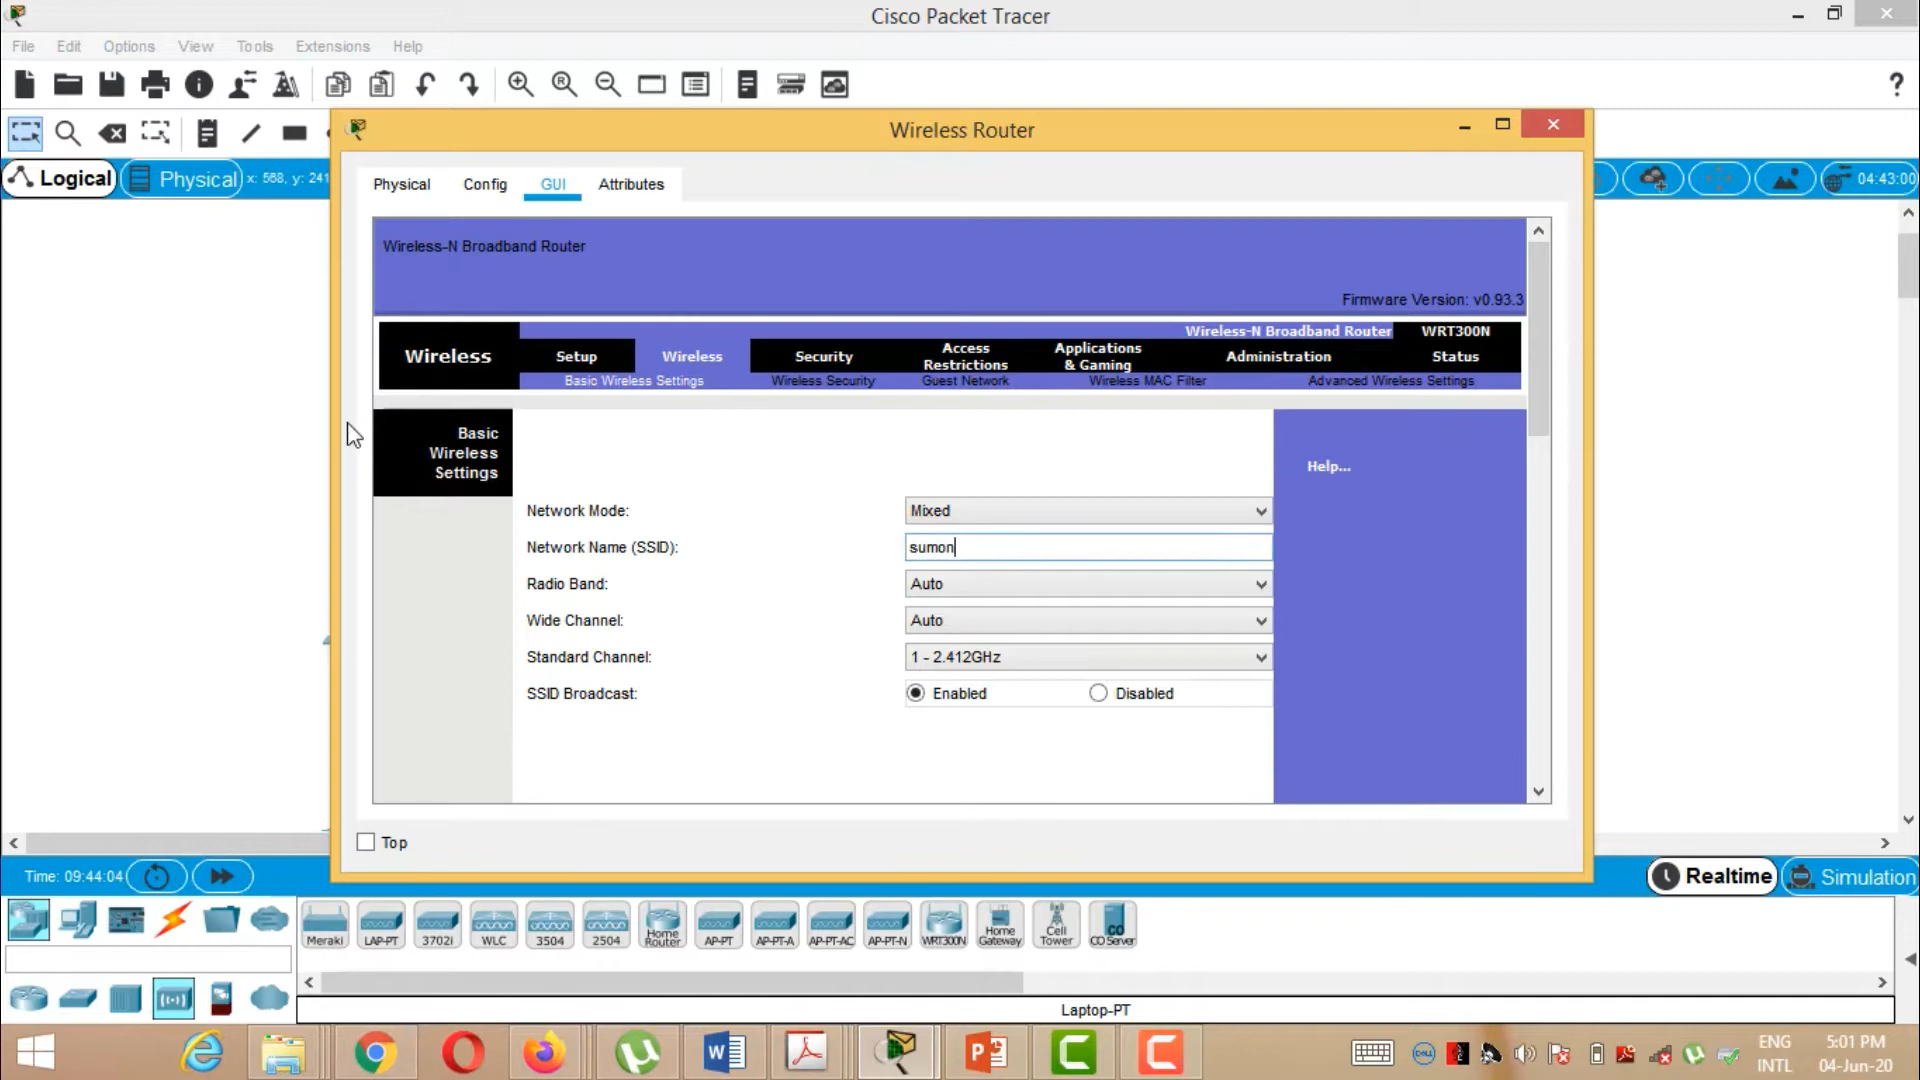 Cisco Packet Tracer
File Edit Options View Tools Extensions Help
Wireless Router
Logical
Physical
x: 568, y: 241
04:43:00
Physical Config GUI Attributes
Wireless-N Broadband Router
Firmware Version: v0.93.3
Wireless-N Broadband Router WRT300N
Wireless
Setup Wireless Security Access Restrictions Applications & Gaming Administration Status
Basic Wireless Settings Wireless Security Guest Network Wireless MAC Filter Advanced Wireless Settings
Basic
Wireless
Settings
Help...
Network Mode: Mixed
Network Name (SSID): sumon
Radio Band: Auto
Wide Channel: Auto
Standard Channel: 1 - 2.412GHz
SSID Broadcast: Enabled Disabled
Top
Time: 09:44:04
Realtime Simulation
Meraki LAP-PT 3702i WLC 3504 2504 Home Router AP-PT AP-PT-A AP-PT-AC AP-PT-N WRT300N Home Gateway Cell Tower CO Server
Laptop-PT
ENG
INTL
5:01 PM
04-Jun-20